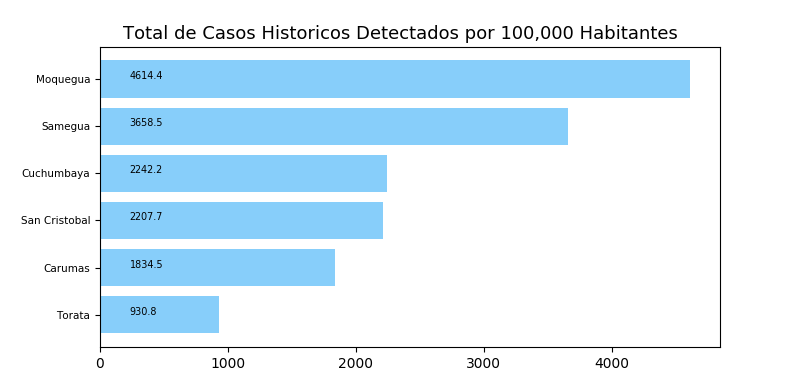 Total de Casos Historicos Detectados por 100,000 Habitantes
Moquegua 4614.4
Samegua 3658.5
Cuchumbaya 2242.2
San Cristobal 2207.7
Carumas 1834.5
Torata 930.8
0 1000 2000 3000 4000